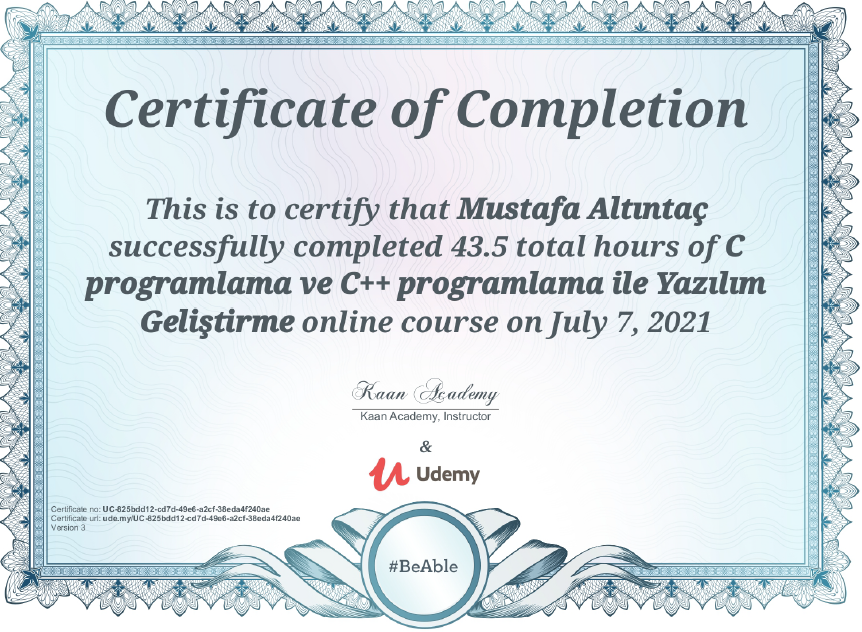 Certificate of Completion
This is to certify that Mustafa Altıntaç
successfully completed 43.5 total hours of C
programlama ve C++ programlama ile Yazılım
Geliştirme online course on July 7, 2021
Kaan Academy
Kaan Academy, Instructor
&
Udemy
Certificate no: UC-825bdd12-cd7d-49e6-a2cf-38eda4f240ae
Certificate url: ude.my/UC-825bdd12-cd7d-49e6-a2cf-38eda4f240ae
Version 3
#BeAble